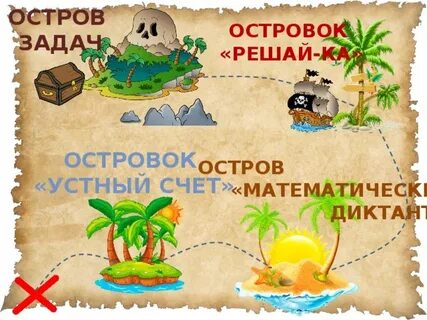 ОСТРОВ
ЗАДАЧ
ОСТРОВОК
«РЕШАЙ-КА»
ОСТРОВОК
«УСТНЫЙ СЧЕТ»
ОСТРОВ
«МАТЕМАТИЧЕСК
ДИКТАНТ